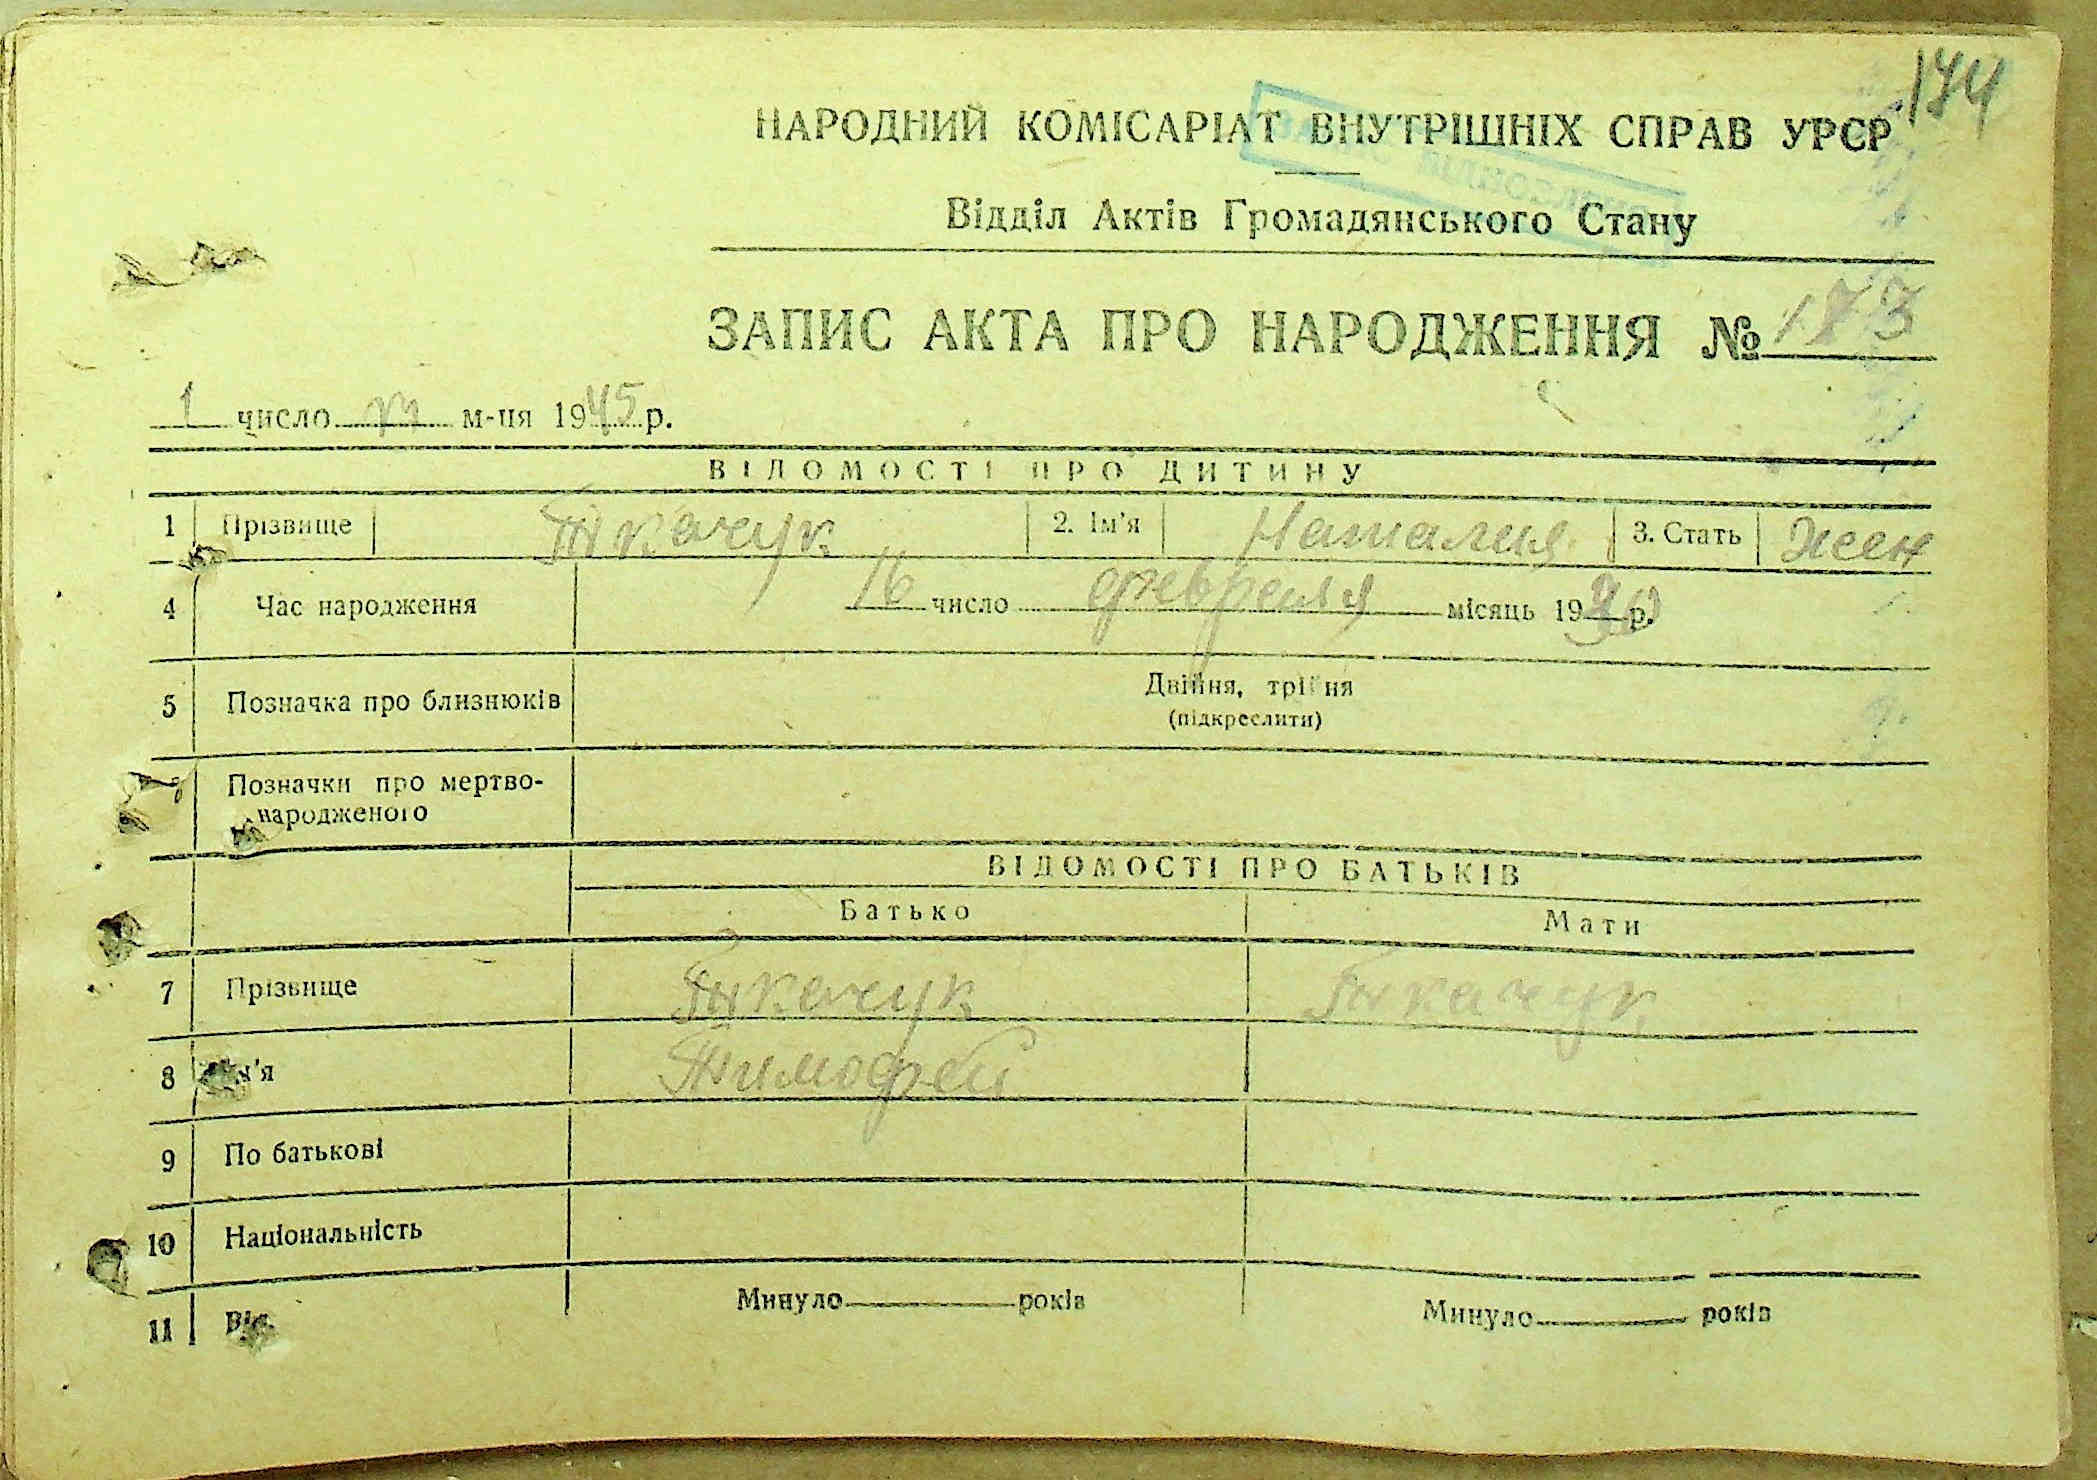 174
НАРОДНИЙ КОМІСАРІАТ ВНУТРІШНІХ СПРАВ УРСР
Відділ Актів Громадянського Стану
ЗАПИС АКТА ПРО НАРОДЖЕННЯ № 173
1 число м-ця 1945 р.
ВІДОМОСТІ ПРО ДИТИНУ
1 Прізвище Ткачук 2. Ім'я Наталия 3. Стать жен
4 Час народження 16 число февраля місяць 19 р.
5 Позначка про близнюків Двійня, трійня
(підкреслити)
Позначки про мертво-
народженого
ВІДОМОСТІ ПРО БАТЬКІВ
Батько Мати
7 Прізвище Ткачук Ткачук
8 Ім'я Тимофей
9 По батькові
10 Національність
11 Вік Минуло років Минуло років